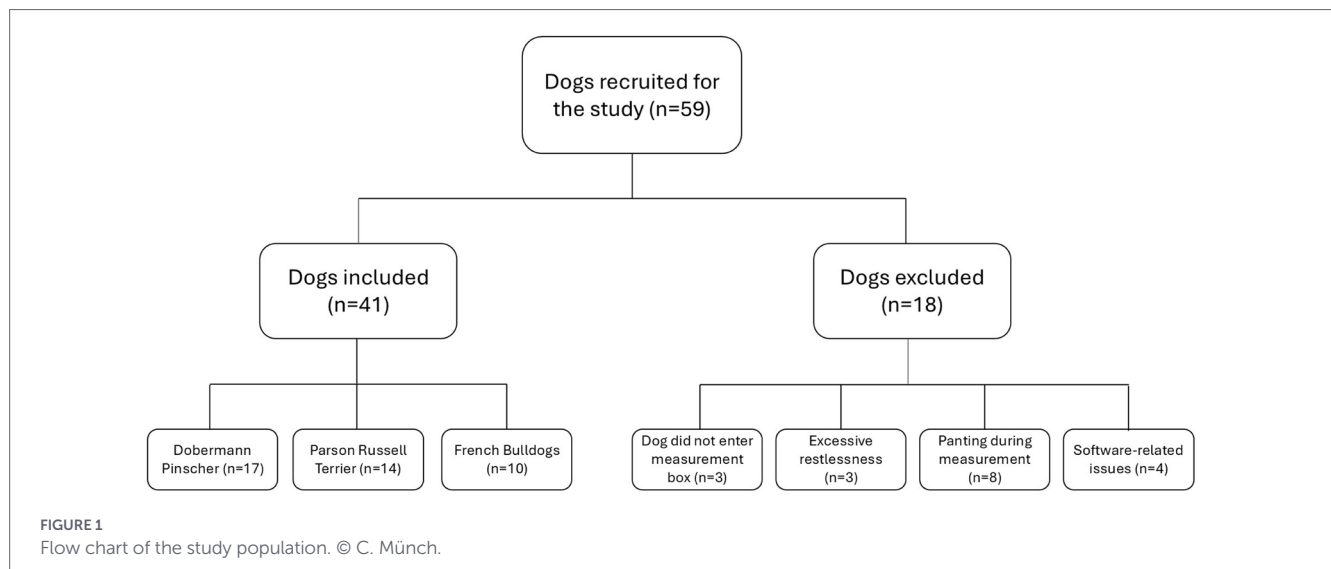 Dogs recruited for
the study (n=59)
Dogs included
(n=41)
Dogs excluded
(n=18)
Dobermann
Pinscher (n=17)
Parson Russell
Terrier (n=14)
French Bulldogs
(n=10)
Dog did not enter
measurement
box (n=3)
Excessive
restlessness
(n=3)
Panting during
measurement
(n=8)
Software-related
issues (n=4)
FIGURE 1
Flow chart of the study population. © C. Münch.